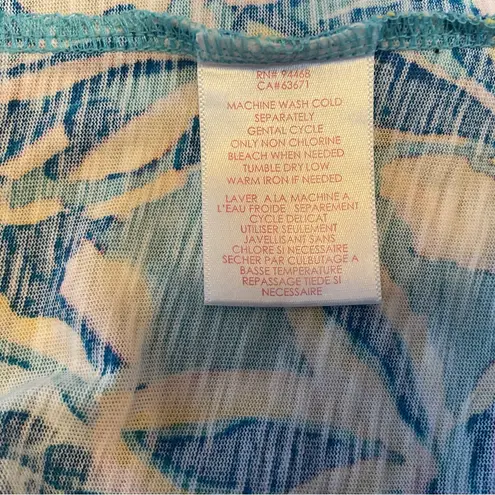 RN# 94468
CA#63671
MACHINE WASH COLD
SEPARATELY
GENTAL CYCLE
ONLY NON CHLORINE
BLEACH WHEN NEEDED
TUMBLE DRY LOW
WARM IRON IF NEEDED
LAVER A LA MACHINE A
L'EAU FROIDE, SEPAREMENT
CYCLE DELICAT
UTILISER SEULEMENT
JAVELLISANT SANS
CHLORE SI NECESSAIRE
SECHER PAR CULBUTAGE A
BASSE TEMPERATURE
REPASSAGE TIEDE SI
NECESSAIRE